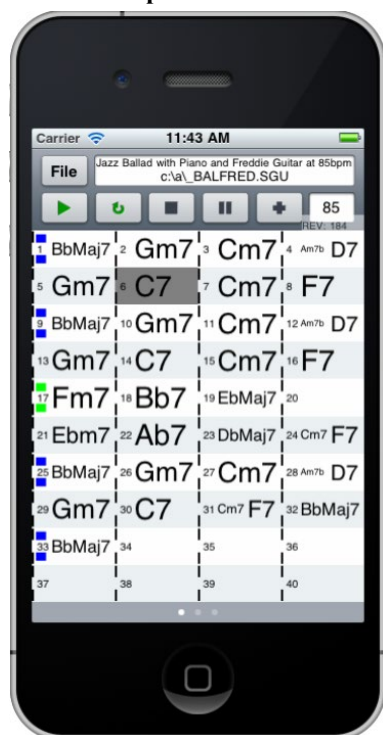 Carrier 11:43 AM
File Jazz Ballad with Piano and Freddie Guitar at 85bpm
c:\a\_BALFRED.SGU
85
REV: 184
1 BbMaj7 2 Gm7 3 Cm7 4 Am7b D7
5 Gm7 6 C7 7 Cm7 8 F7
9 BbMaj7 10 Gm7 11 Cm7 12 Am7b D7
13 Gm7 14 C7 15 Cm7 16 F7
17 Fm7 18 Bb7 19 EbMaj7 20
21 Ebm7 22 Ab7 23 DbMaj7 24 Cm7 F7
25 BbMaj7 26 Gm7 27 Cm7 28 Am7b D7
29 Gm7 30 C7 31 Cm7 F7 32 BbMaj7
33 BbMaj7 34 35 36
37 38 39 40